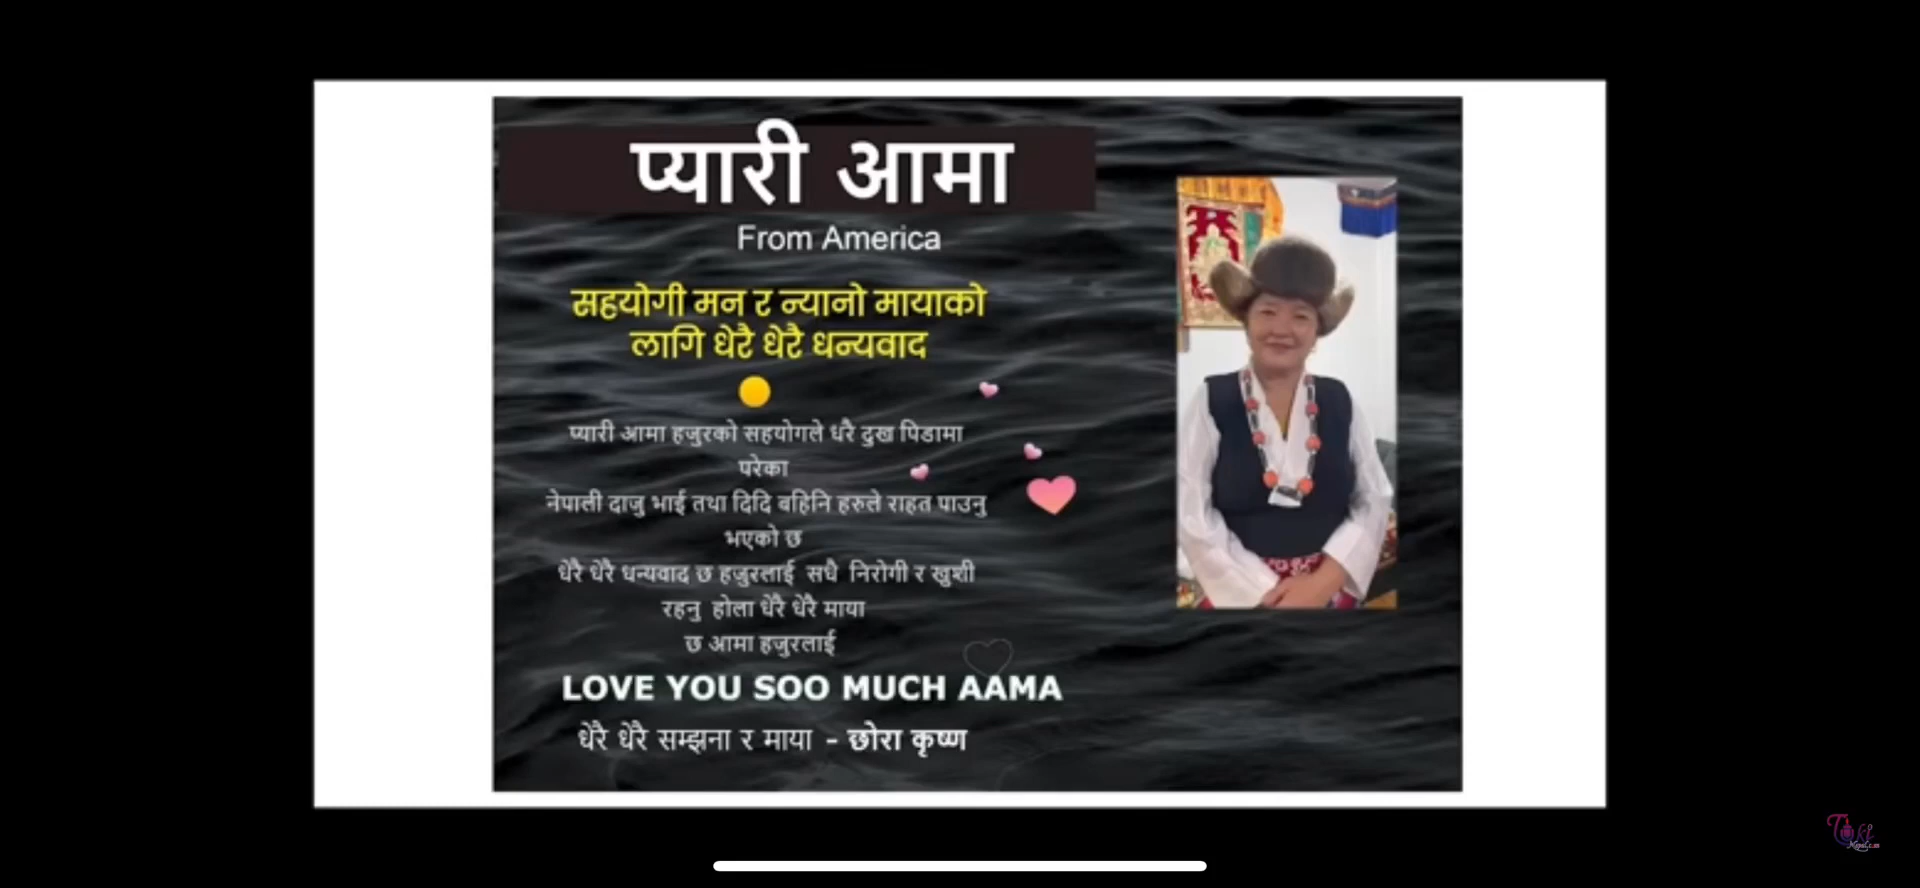 प्यारी आमा
From America
सहयोगी मन र न्यानो मायाको
लागि धेरै धेरै धन्यवाद
प्यारी आमा हजुरको सहयोगले धेरै दुख पिडामा
परेका
नेपाली दाजु भाई तथा दिदि बहिनि हरुले राहत पाउनु
भएको छ
धेरै धेरै धन्यवाद छ हजुरलाई सधै निरोगी र खुशी
रहनु होला धेरै धेरै माया
छ आमा हजुरलाई
LOVE YOU SOO MUCH AAMA
धेरै धेरै सम्झना र माया - छोरा कृष्ण